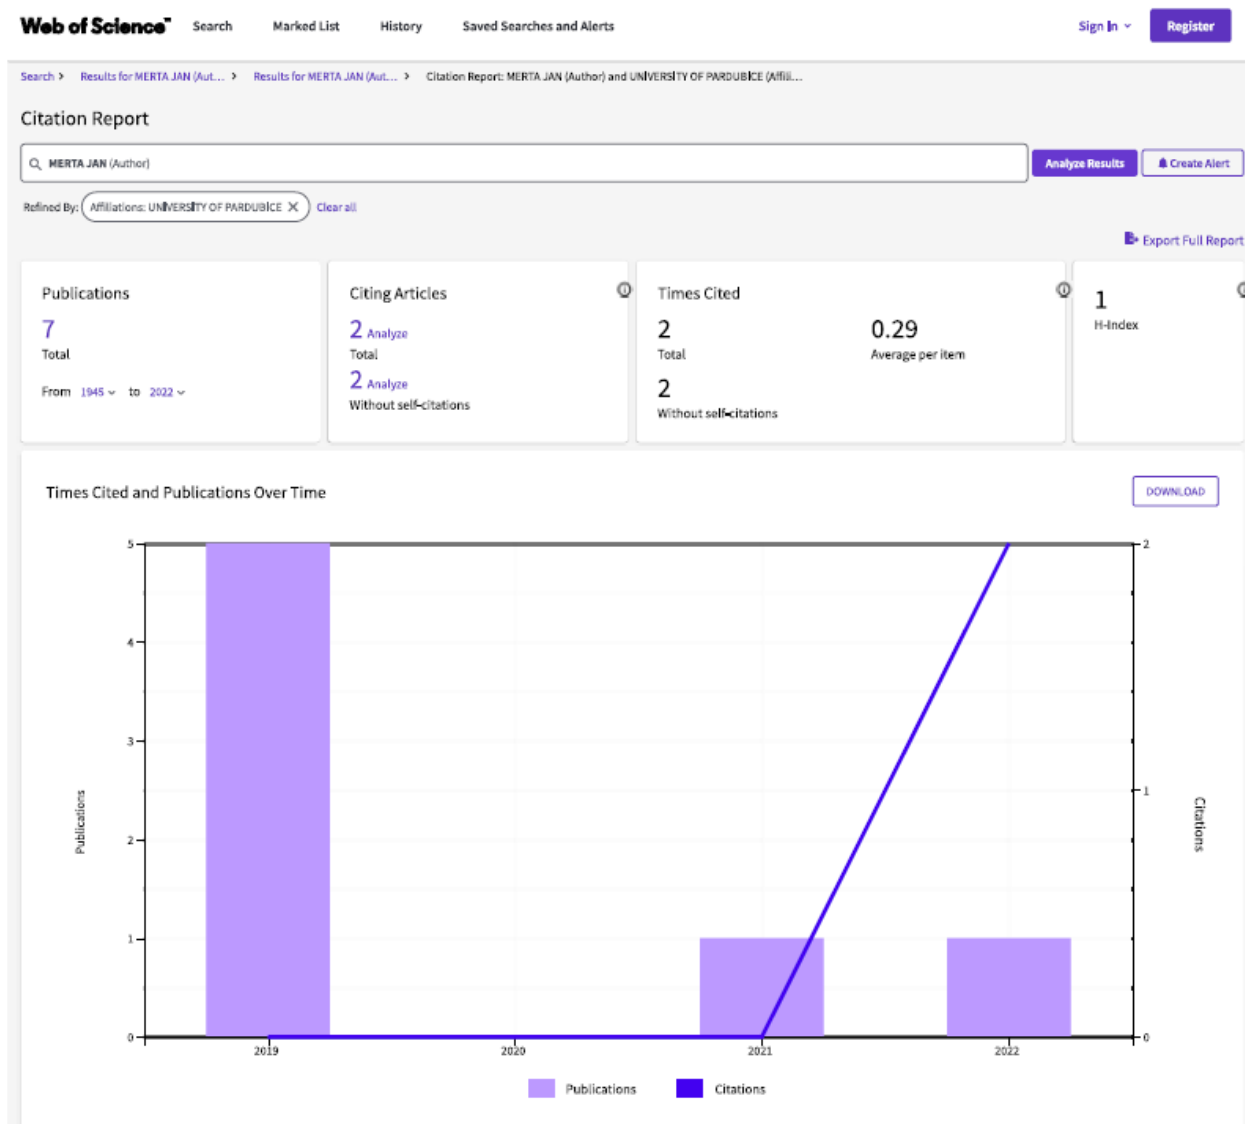 Web of Science™ Search Marked List History Saved Searches and Alerts Sign In Register
Search > Results for MERTA JAN (Aut... > Results for MERTA JAN (Aut... > Citation Report: MERTA JAN (Author) and UNIVERSITY OF PARDUBICE (Affili...
Citation Report
MERTA JAN (Author)
Analyze Results
Create Alert
Refined By: Affiliations: UNIVERSITY OF PARDUBICE X Clear all
Export Full Report
Publications
7
Total
From 1945 to 2022
Citing Articles
2 Analyze
Total
2 Analyze
Without self-citations
Times Cited
2
Total
0.29
Average per item
2
Without self-citations
1
H-Index
Times Cited and Publications Over Time
DOWNLOAD
5
4
3
2
1
0
Publications
2
1
0
Citations
2019 2020 2021 2022
Publications Citations